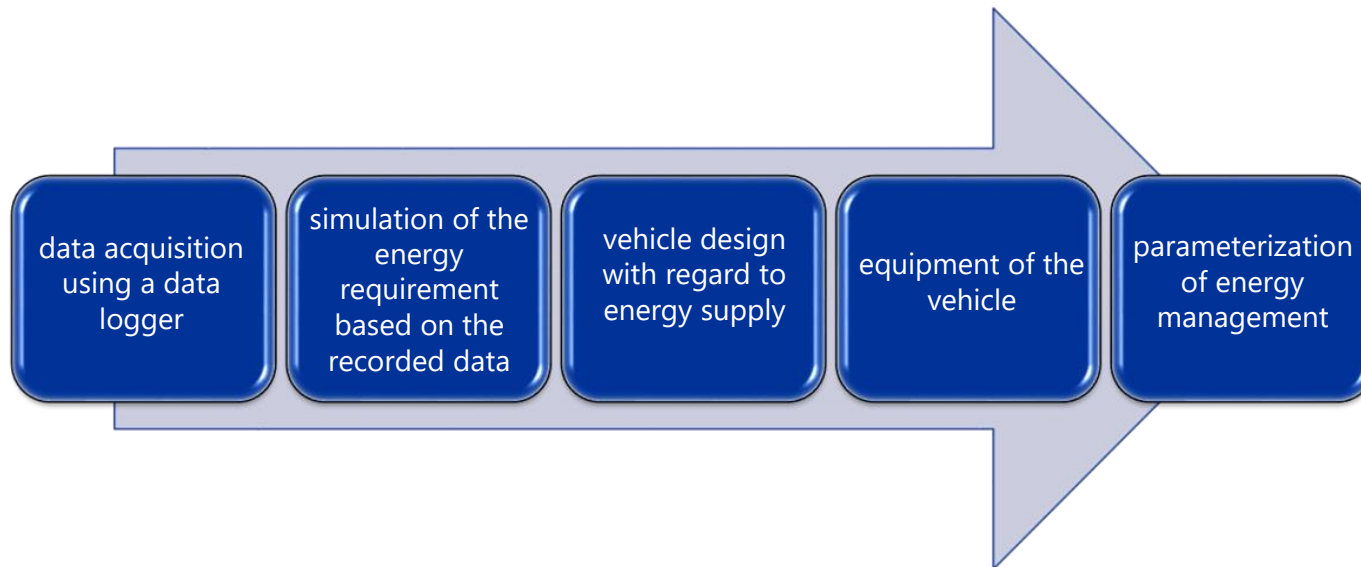 data acquisition
using a data
logger
simulation of the
energy
requirement
based on the
recorded data
vehicle design
with regard to
energy supply
equipment of the
vehicle
parameterization
of energy
management